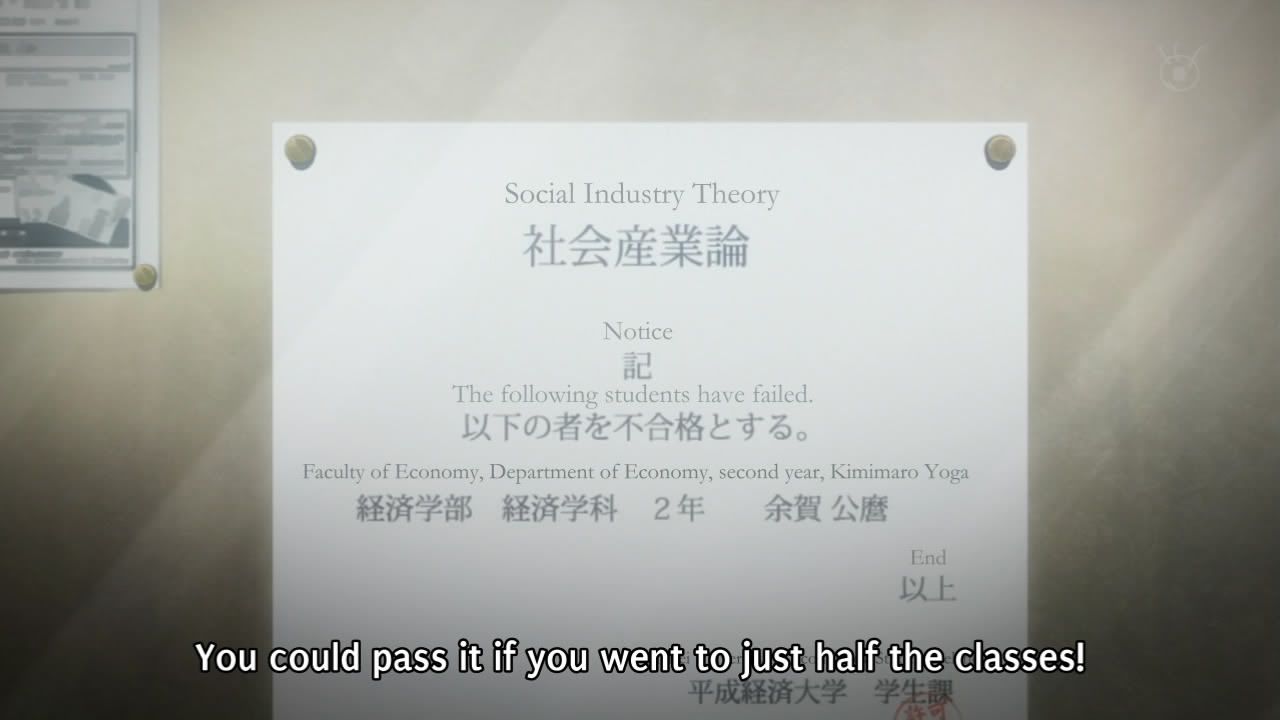 Social Industry Theory
社会産業論
Notice
記
The following students have failed.
以下の者を不合格とする。
Faculty of Economy, Department of Economy, second year, Kimimaro Yoga
経済学部 経済学科 2年 余賀 公麿
End
以上
You could pass it if you went to just half the classes!
平成経済大学 学生課
許可